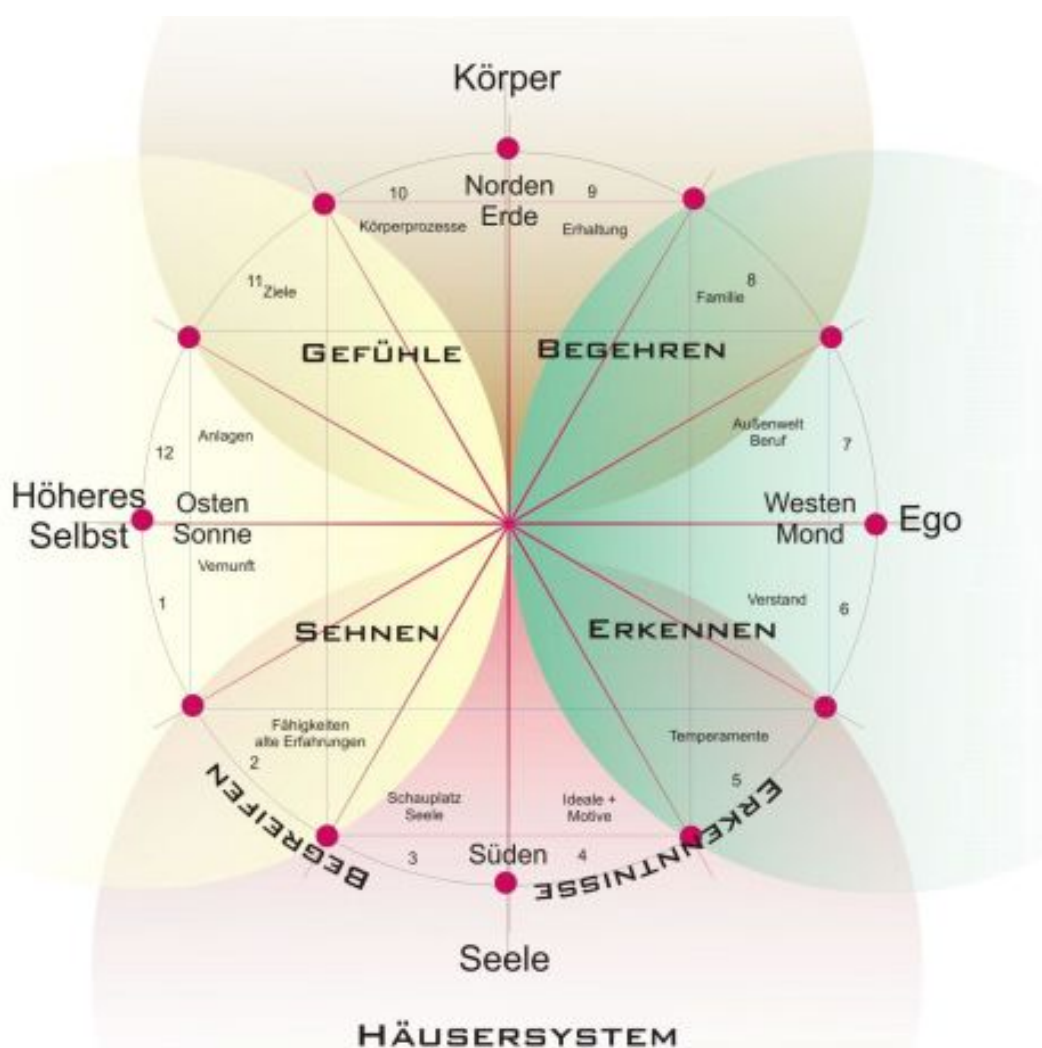 Körper
Norden
Erde
10
9
Körperprozesse
Erhaltung
11
Ziele
8
Familie
GEFÜHLE
BEGEHREN
12
Anlagen
Außenwelt
Beruf
7
Höheres
Selbst
Osten
Sonne
Westen
Mond
Ego
Vernunft
1
Verstand
6
SEHNEN
ERKENNEN
Fähigkeiten
alte Erfahrungen
2
Temperamente
5
BEGREIFEN
ERKENNTNISSE
Schauplatz
Seele
Ideale +
Motive
3
Süden
4
Seele
HÄUSERSYSTEM